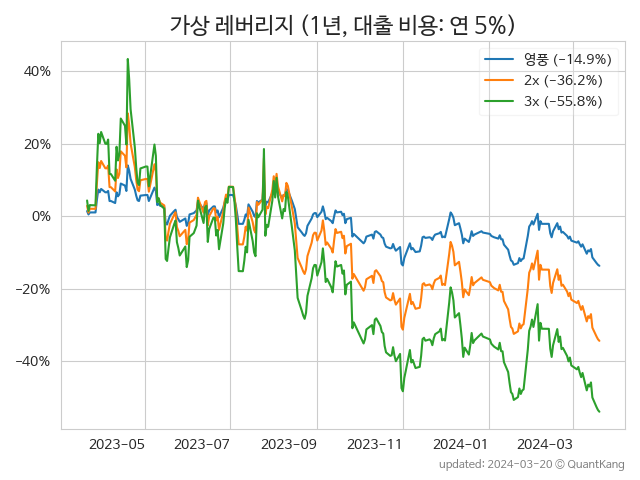 가상 레버리지 (1년, 대출 비용: 연 5%)
영풍 (−14.9%)
2x (−36.2%)
3x (−55.8%)
40%
20%
0%
−20%
−40%
2023-05 2023-07 2023-09 2023-11 2024-01 2024-03
updated: 2024-03-20 © QuantKang